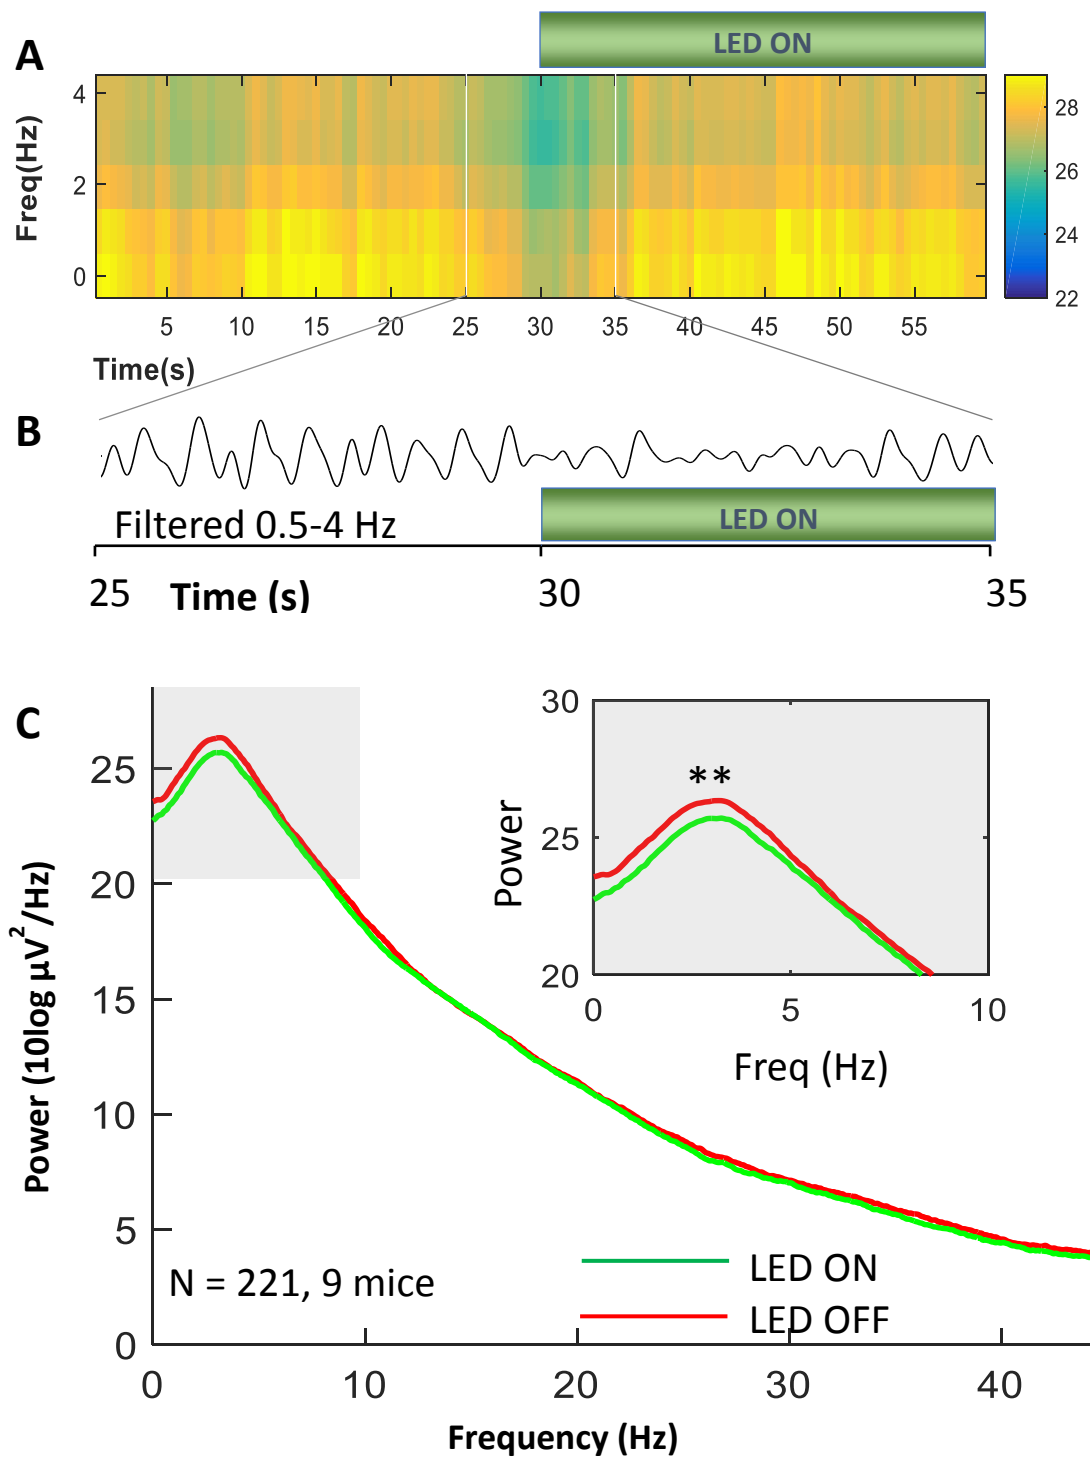 LED ON
A
Freq(Hz)
4
2
0
28
26
24
22
5 10 15 20 25 30 35 40 45 50 55
Time(s)
B
LED ON
Filtered 0.5-4 Hz
25 Time (s) 30 35
C
Power (10log µV²/Hz)
25
20
15
10
5
0
30
25
20
Power
**
0 5 10
Freq (Hz)
LED ON
LED OFF
N = 221, 9 mice
0 10 20 30 40
Frequency (Hz)